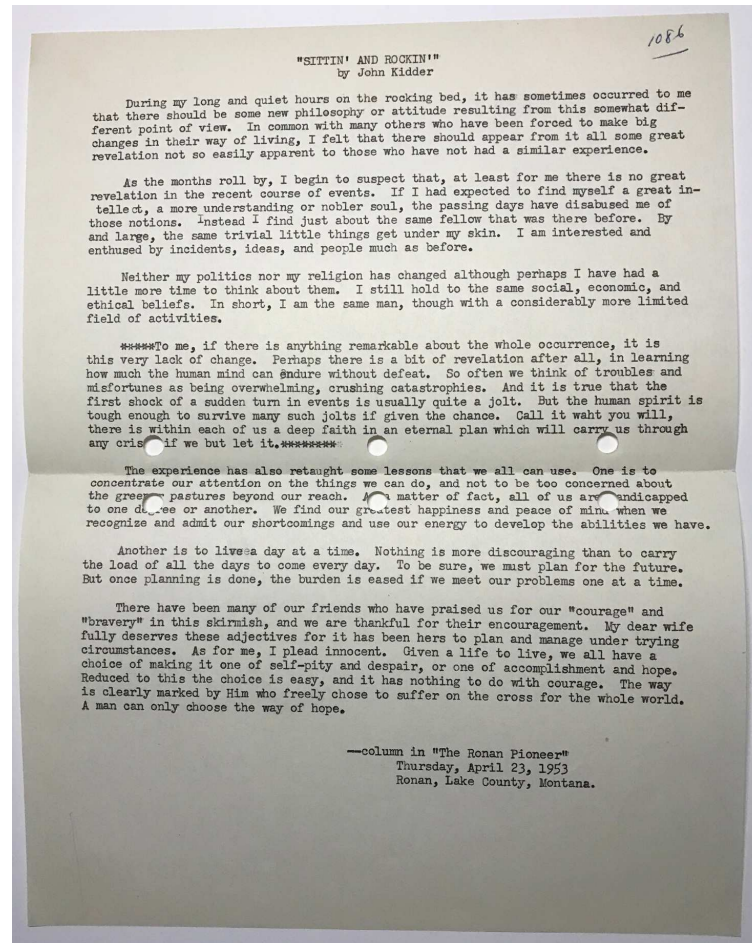 1086
"SITTIN' AND ROCKIN'"
by John Kidder
During my long and quiet hours on the rocking bed, it has sometimes occurred to me
that there should be some new philosophy or attitude resulting from this somewhat dif-
ferent point of view. In common with many others who have been forced to make big
changes in their way of living, I felt that there should appear from it all some great
revelation not so easily apparent to those who have not had a similar experience.
As the months roll by, I begin to suspect that, at least for me there is no great
revelation in the recent course of events. If I had expected to find myself a great in-
tellect, a more understanding or nobler soul, the passing days have disabused me of
those notions. Instead I find just about the same fellow that was there before. By
and large, the same trivial little things get under my skin. I am interested and
enthused by incidents, ideas, and people much as before.
Neither my politics nor my religion has changed although perhaps I have had a
little more time to think about them. I still hold to the same social, economic, and
ethical beliefs. In short, I am the same man, though with a considerably more limited
field of activities.
*****To me, if there is anything remarkable about the whole occurrence, it is
this very lack of change. Perhaps there is a bit of revelation after all, in learning
how much the human mind can endure without defeat. So often we think of troubles and
misfortunes as being overwhelming, crushing catastrophies. And it is true that the
first shock of a sudden turn in events is usually quite a jolt. But the human spirit is
tough enough to survive many such jolts if given the chance. Call it waht you will,
there is within each of us a deep faith in an eternal plan which will carry us through
any cris if we but let it.********
The experience has also retaught some lessons that we all can use. One is to
concentrate our attention on the things we can do, and not to be too concerned about
the greener pastures beyond our reach. A matter of fact, all of us are andicapped
to one degree or another. We find our greatest happiness and peace of mind when we
recognize and admit our shortcomings and use our energy to develop the abilities we have.
Another is to live a day at a time. Nothing is more discouraging than to carry
the load of all the days to come every day. To be sure, we must plan for the future.
But once planning is done, the burden is eased if we meet our problems one at a time.
There have been many of our friends who have praised us for our "courage" and
"bravery" in this skirmish, and we are thankful for their encouragement. My dear wife
fully deserves these adjectives for it has been hers to plan and manage under trying
circumstances. As for me, I plead innocent. Given a life to live, we all have a
choice of making it one of self-pity and despair, or one of accomplishment and hope.
Reduced to this the choice is easy, and it has nothing to do with courage. The way
is clearly marked by Him who freely chose to suffer on the cross for the whole world.
A man can only choose the way of hope.
—column in "The Ronan Pioneer"
Thursday, April 23, 1953
Ronan, Lake County, Montana.